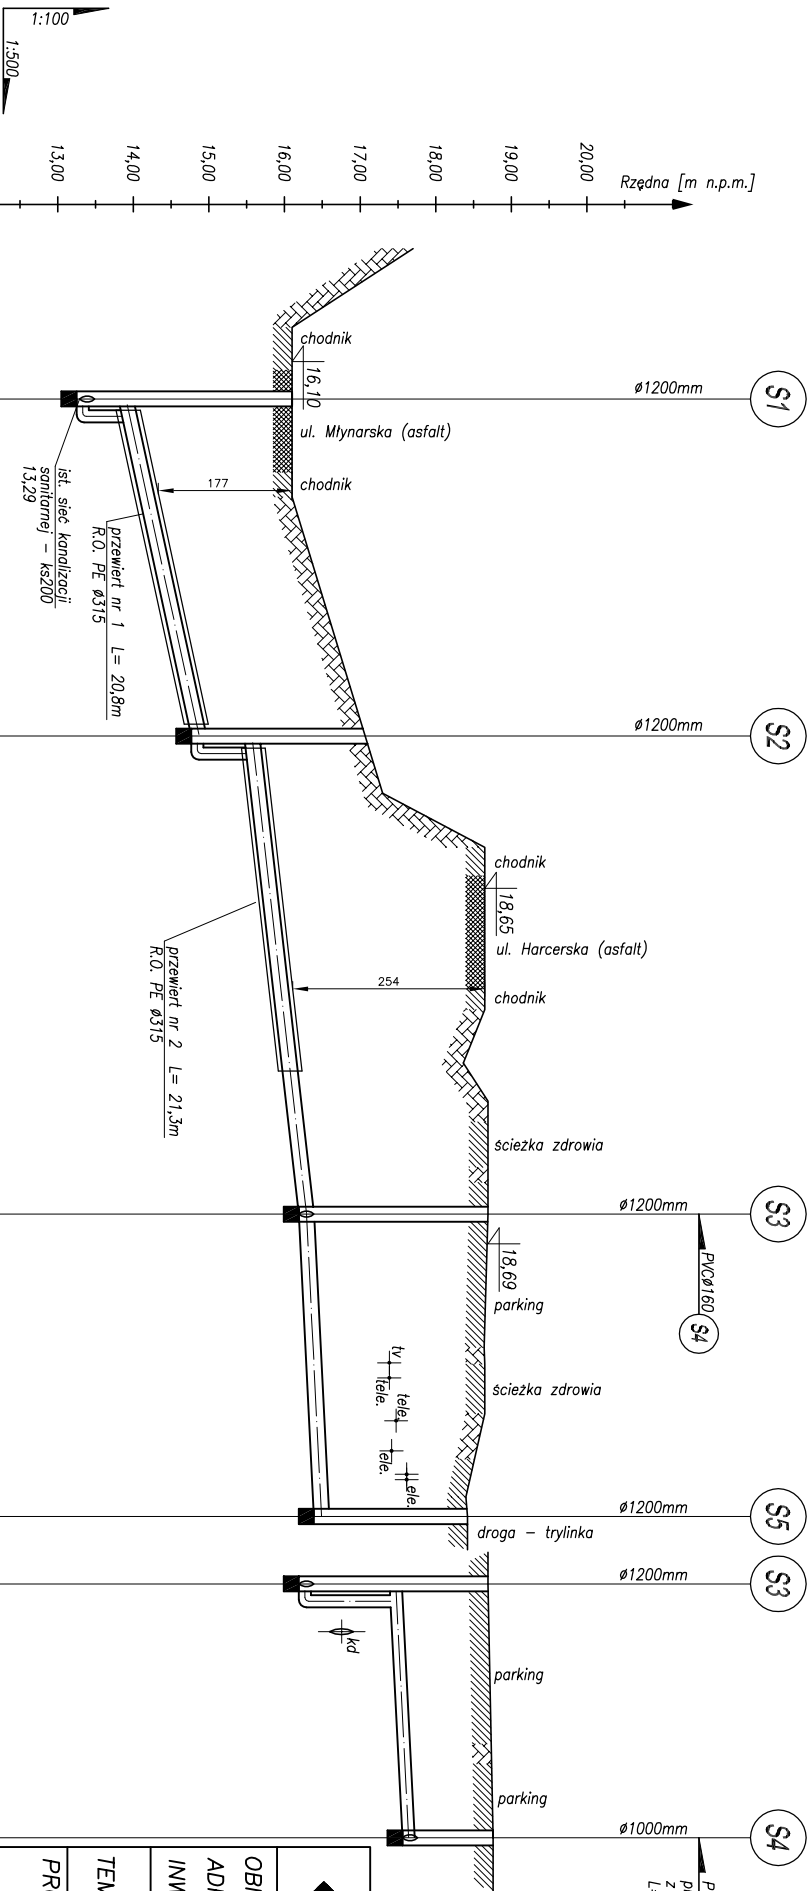 1:100
1:500
13,00
14,00
15,00
16,00
17,00
18,00
19,00
20,00
Rzędna [m n.p.m.]
S1
ø1200mm
chodnik
16,10
ul. Młynarska (asfalt)
chodnik
177
ist. sieć kanalizacji
sanitarnej – ks200
13,29
przewiert nr 1 L= 20,8m
R.O. PE ø315
S2
ø1200mm
chodnik
18,65
ul. Harcerska (asfalt)
chodnik
254
przewiert nr 2 L= 21,3m
R.O. PE ø315
ścieżka zdrowia
S3
ø1200mm
PVCø160
S4
18,69
parking
tv
tele.
tele.
ele.
ele.
ścieżka zdrowia
S5
ø1200mm
droga – trylinka
S3
ø1200mm
kd
parking
parking
S4
ø1000mm